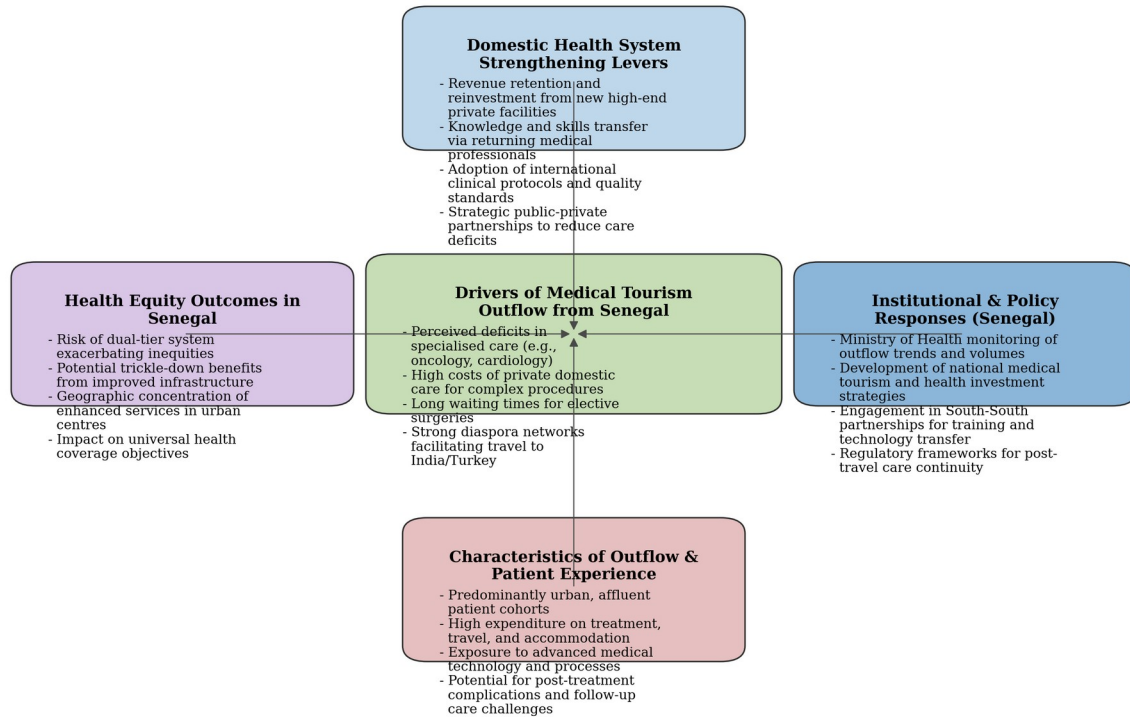 Domestic Health System
Strengthening Levers
- Revenue retention and
reinvestment from new high-end
private facilities
- Knowledge and skills transfer
via returning medical
professionals
- Adoption of international
clinical protocols and quality
standards
- Strategic public-private
partnerships to reduce care
deficits
Health Equity Outcomes in
Senegal
- Risk of dual-tier system
exacerbating inequities
- Potential trickle-down benefits
from improved infrastructure
- Geographic concentration of
enhanced services in urban
centres
- Impact on universal health
coverage objectives
Drivers of Medical Tourism
Outflow from Senegal
- Perceived deficits in
specialised care (e.g.,
oncology, cardiology)
- High costs of private domestic
care for complex procedures
- Long waiting times for elective
surgeries
- Strong diaspora networks
facilitating travel to
India/Turkey
Institutional & Policy
Responses (Senegal)
- Ministry of Health monitoring of
outflow trends and volumes
- Development of national medical
tourism and health investment
strategies
- Engagement in South-South
partnerships for training and
technology transfer
- Regulatory frameworks for post-
travel care continuity
Characteristics of Outflow &
Patient Experience
- Predominantly urban, affluent
patient cohorts
- High expenditure on treatment,
travel, and accommodation
- Exposure to advanced medical
technology and processes
- Potential for post-treatment
complications and follow-up
care challenges